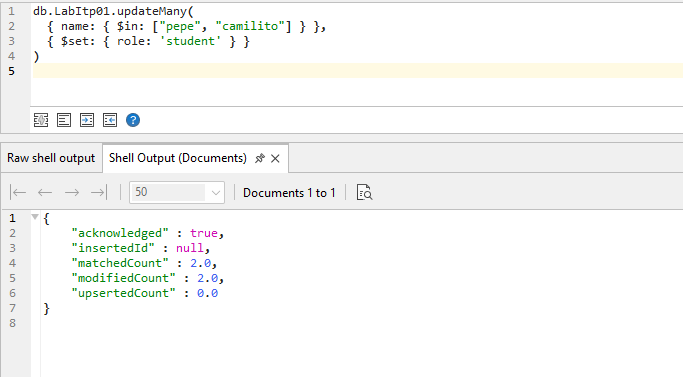 1 db.LabItp01.updateMany(
2 { name: { $in: ["pepe", "camilito"] } },
3 { $set: { role: 'student' } }
4 )
5
?
Raw shell output Shell Output (Documents)
50 Documents 1 to 1
1 {
2 "acknowledged" : true,
3 "insertedId" : null,
4 "matchedCount" : 2.0,
5 "modifiedCount" : 2.0,
6 "upsertedCount" : 0.0
7 }
8